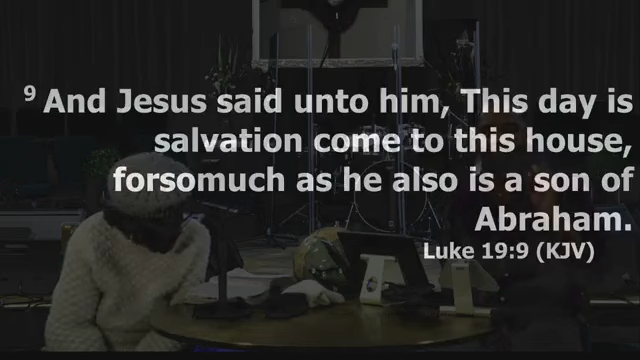 9 And Jesus said unto him, This day is
salvation come to this house,
forsomuch as he also is a son of
Abraham.
Luke 19:9 (KJV)